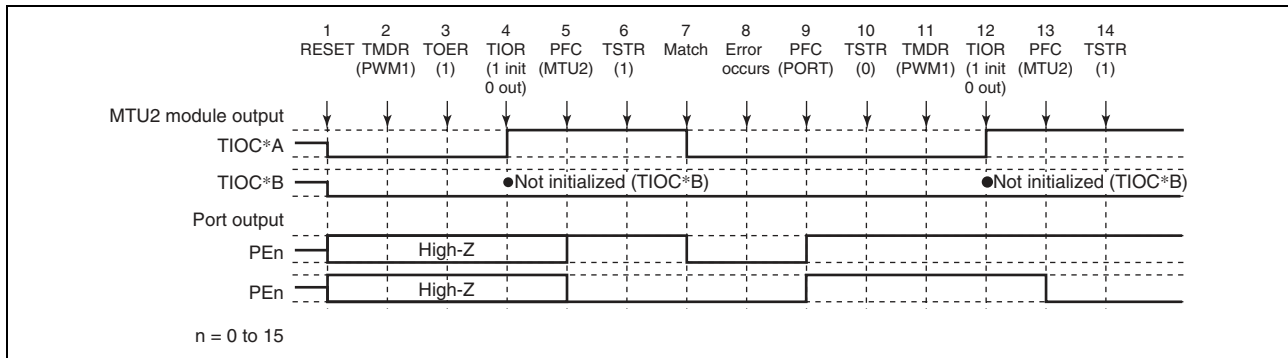 1 2 3 4 5 6 7 8 9 10 11 12 13 14
RESET TMDR TOER TIOR PFC TSTR Match Error PFC TSTR TMDR TIOR PFC TSTR
(PWM1) (1) (1 init (MTU2) (1) occurs (PORT) (0) (PWM1) (1 init (MTU2) (1)
0 out) 0 out)
MTU2 module output
TIOC*A
TIOC*B ●Not initialized (TIOC*B) ●Not initialized (TIOC*B)
Port output
PEn High-Z
PEn High-Z
n = 0 to 15